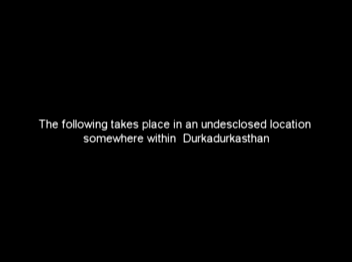 The following takes place in an undesclosed location
somewhere within  Durkadurkasthan